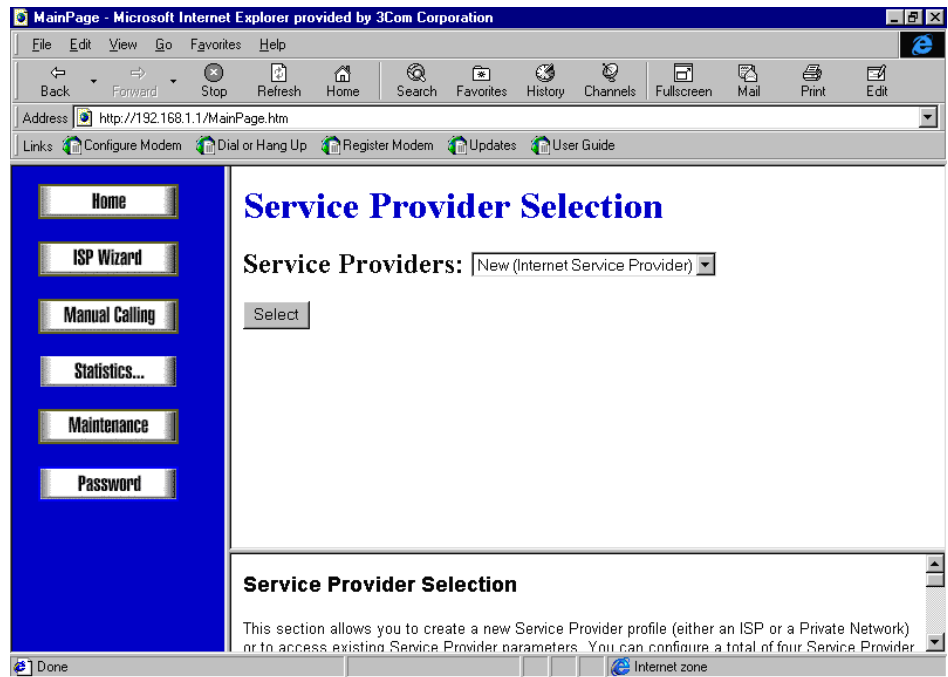 MainPage - Microsoft Internet Explorer provided by 3Com Corporation
File Edit View Go Favorites Help
Back Forward Stop Refresh Home Search Favorites History Channels Fullscreen Mail Print Edit
Address http://192.168.1.1/MainPage.htm
Links Configure Modem Dial or Hang Up Register Modem Updates User Guide
Home
ISP Wizard
Manual Calling
Statistics...
Maintenance
Password
Service Provider Selection
Service Providers: New (Internet Service Provider)
Select
Service Provider Selection
This section allows you to create a new Service Provider profile (either an ISP or a Private Network)
or to access existing Service Provider parameters. You can configure a total of four Service Provider
Done Internet zone